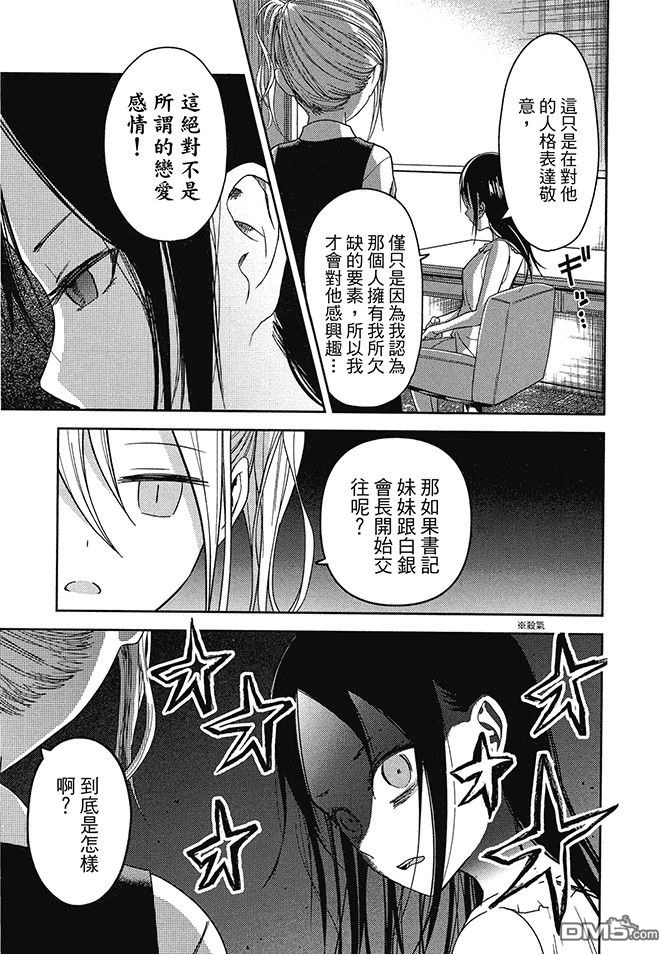 這只是在對他
的人格表達敬
意，
僅只是因為我認為
那個人擁有我所欠
缺的要素，所以我
才會對他感興趣…
這絕對不是
所謂的戀愛
感情！
那如果書記
妹妹跟白銀
會長開始交
往呢？
※殺氣
到底是怎樣
啊？
DM5.com